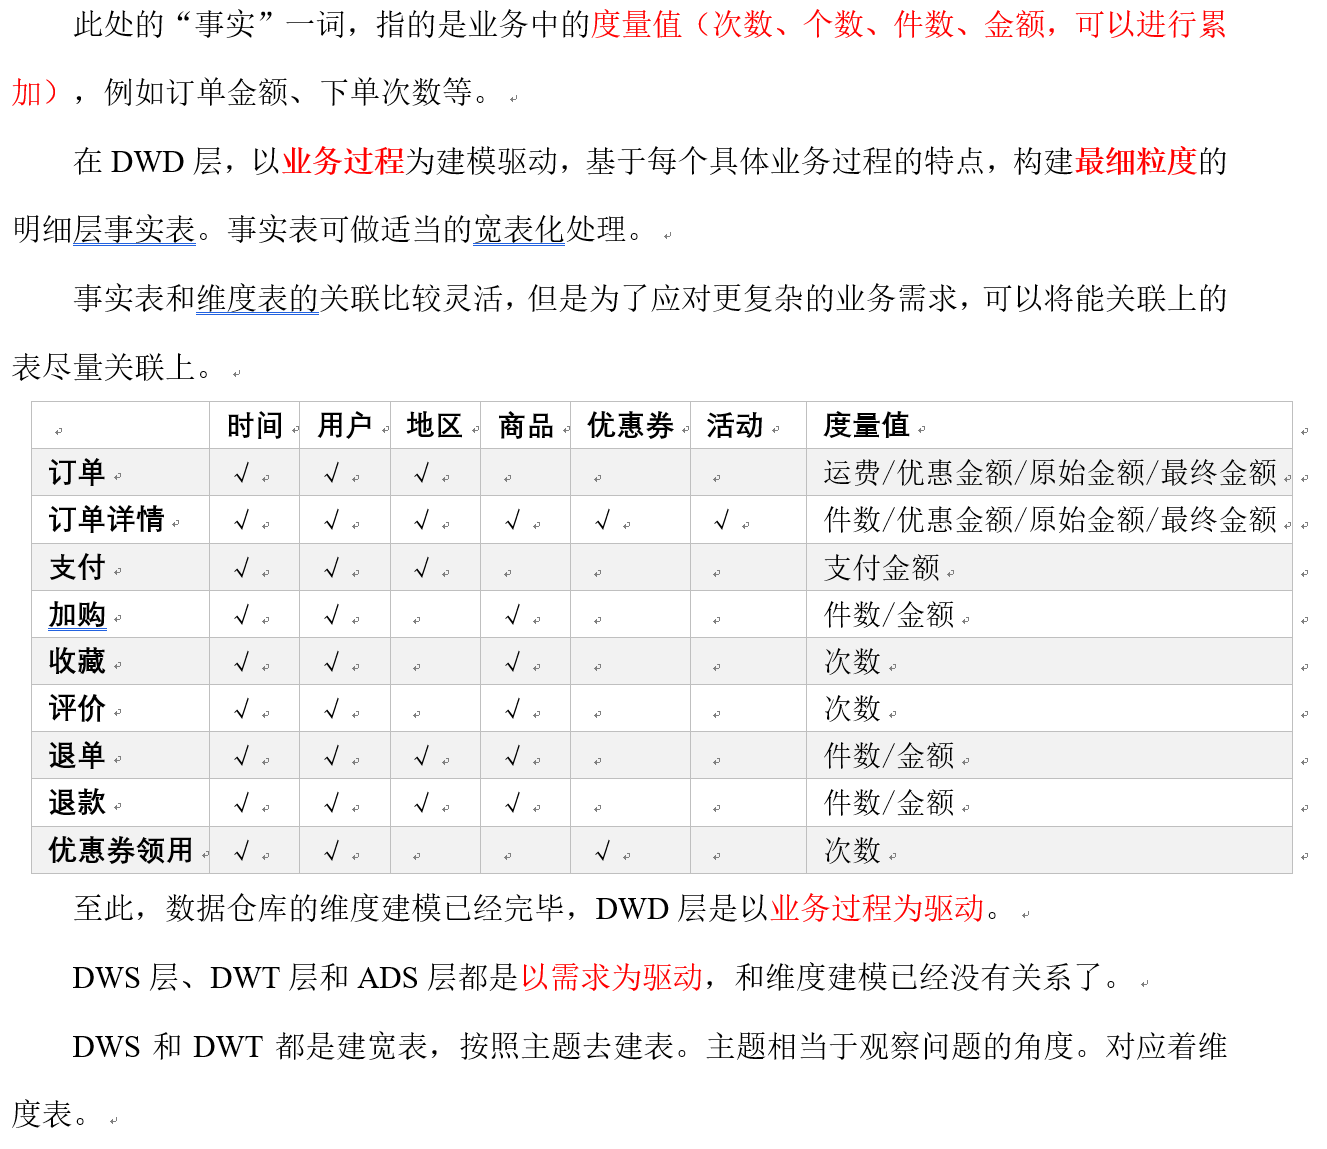 此处的“事实”一词，指的是业务中的度量值（次数、个数、件数、金额，可以进行累
加），例如订单金额、下单次数等。
在 DWD 层，以业务过程为建模驱动，基于每个具体业务过程的特点，构建最细粒度的
明细层事实表。事实表可做适当的宽表化处理。
事实表和维度表的关联比较灵活，但是为了应对更复杂的业务需求，可以将能关联上的
表尽量关联上。
时间 用户 地区 商品 优惠券 活动 度量值
订单 √ √ √ 运费/优惠金额/原始金额/最终金额
订单详情 √ √ √ √ √ √ 件数/优惠金额/原始金额/最终金额
支付 √ √ √ 支付金额
加购 √ √ √ 件数/金额
收藏 √ √ √ 次数
评价 √ √ √ 次数
退单 √ √ √ √ 件数/金额
退款 √ √ √ √ 件数/金额
优惠券领用 √ √ √ 次数
至此，数据仓库的维度建模已经完毕，DWD 层是以业务过程为驱动。
DWS 层、DWT 层和 ADS 层都是以需求为驱动，和维度建模已经没有关系了。
DWS 和 DWT 都是建宽表，按照主题去建表。主题相当于观察问题的角度。对应着维
度表。